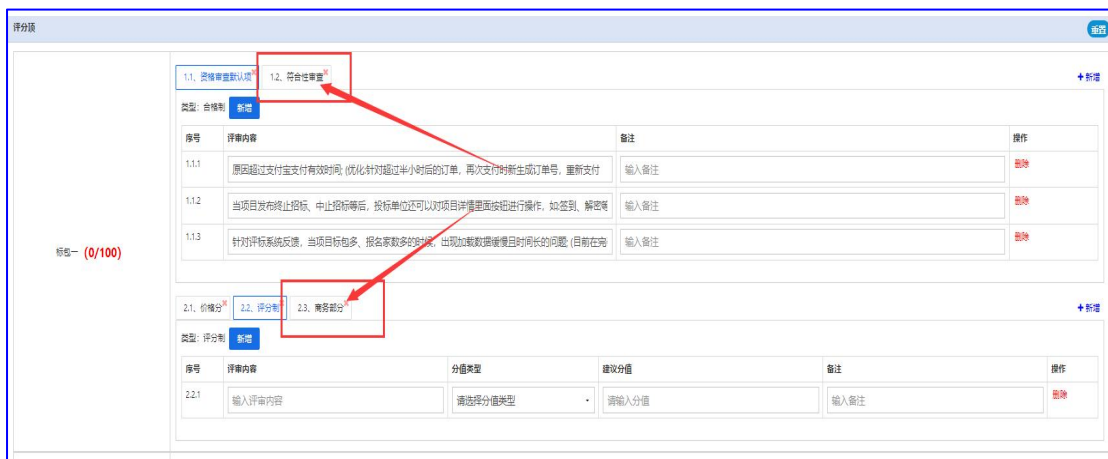 评分顶
重置
标包一 (0/100)
1.1、资格审查默认项 x 1.2、符合性审查 x
+ 新增
类型：合格制 新增
序号 评审内容 备注 操作
1.1.1 原因超过支付宝支付有效时间; (优化:针对超过半小时后的订单，再次支付时新生成订单号，重新支付 输入备注 删除
1.1.2 当项目发布终止招标、中止招标等后，投标单位还可以对项目详情里面按钮进行操作，如:签到、解密等 输入备注 删除
1.1.3 针对评标系统反馈，当项目标包多、报名家数多的时候，出现加载数据缓慢且时间长的问题; (目前在完 输入备注 删除
2.1、价格分 x 2.2、评分制 x 2.3、商务部分 x
+ 新增
类型：评分制 新增
序号 评审内容 分值类型 建议分值 备注 操作
2.2.1 输入评审内容 请选择分值类型 请输入分值 输入备注 删除